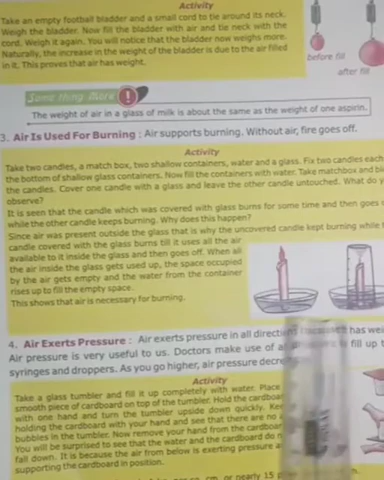 Activity
Take an empty football bladder and a small cord to tie around its neck.
Weigh the bladder. Now fill the bladder with air and tie neck with the
cord. Weigh it again. You will notice that the bladder now weighs more.
Naturally, the increase in the weight of the bladder is due to the air filled
in it. This proves that air has weight.
before fill
after fill
Some thing More !
The weight of air in a glass of milk is about the same as the weight of one aspirin.
3. Air Is Used For Burning : Air supports burning. Without air, fire goes off.
Activity
Take two candles, a match box, two shallow containers, water and a glass. Fix two candles each
the bottom of shallow glass containers. Now fill the containers with water. Take matchbox and
the candles. Cover one candle with a glass and leave the other candle untouched. What do
observe?
It is seen that the candle which was covered with glass burns for some time and then goes
while the other candle keeps burning. Why does this happen?
Since air was present outside the glass that is why the uncovered candle kept burning while
candle covered with the glass burns till it uses all the air
available to it inside the glass and then goes off. When all
the air inside the glass gets used up, the space occupied
by the air gets empty and the water from the container
rises up to fill the empty space.
This shows that air is necessary for burning.
4. Air Exerts Pressure : Air exerts pressure in all has
Air pressure is very useful to us. Doctors make use of fill up
syringes and droppers. As you go higher, air pressure
Activity
Take a glass tumbler and fill it up completely with water. Place
smooth piece of cardboard on top of the tumbler. Hold the
with one hand and turn the tumbler upside down quickly.
holding the cardboard with your hand and see that there are no
bubbles in the tumbler. Now remove your hand from the
You will be surprised to see that the water and the cardboard do
fall down. It is because the air from below is exerting pressure
supporting the cardboard in position.
or nearly 15